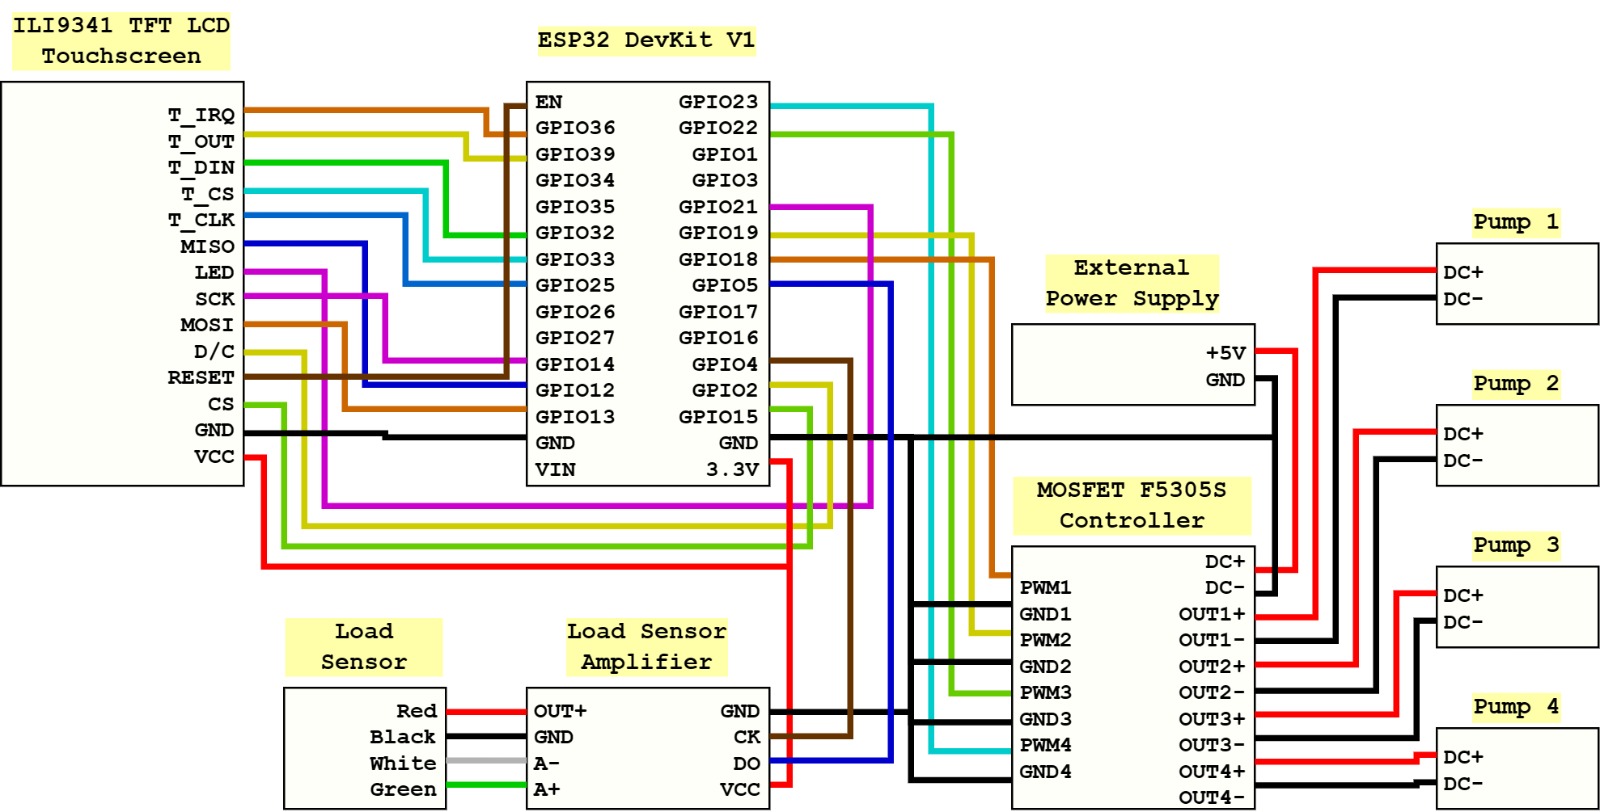 ILI9341 TFT LCD
Touchscreen
T_IRQ
T_OUT
T_DIN
T_CS
T_CLK
MISO
LED
SCK
MOSI
D/C
RESET
CS
GND
VCC
ESP32 DevKit V1
EN
GPIO36
GPIO39
GPIO34
GPIO35
GPIO32
GPIO33
GPIO25
GPIO26
GPIO27
GPIO14
GPIO12
GPIO13
GND
VIN
GPIO23
GPIO22
GPIO1
GPIO3
GPIO21
GPIO19
GPIO18
GPIO5
GPIO17
GPIO16
GPIO4
GPIO2
GPIO15
GND
3.3V
External
Power Supply
+5V
GND
MOSFET F5305S
Controller
PWM1
GND1
PWM2
GND2
PWM3
GND3
PWM4
GND4
DC+
DC-
OUT1+
OUT1-
OUT2+
OUT2-
OUT3+
OUT3-
OUT4+
OUT4-
Pump 1
DC+
DC-
Pump 2
DC+
DC-
Pump 3
DC+
DC-
Pump 4
DC+
DC-
Load
Sensor
Red
Black
White
Green
Load Sensor
Amplifier
OUT+
GND
A-
A+
GND
CK
DO
VCC